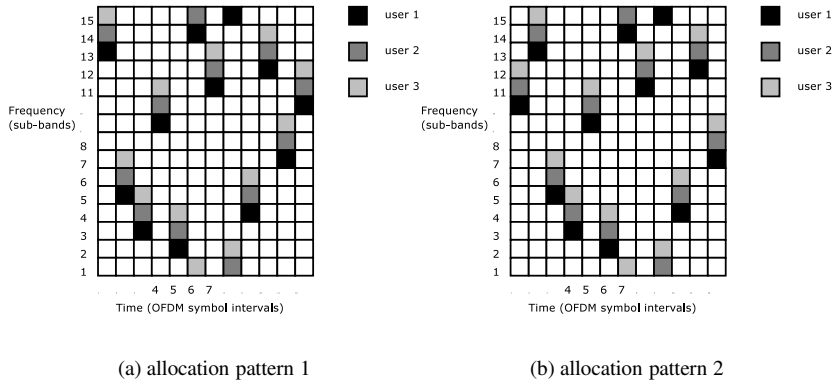 15
14
13
12
11
Frequency
(sub-bands)
8
7
6
5
4
3
2
1
4 5 6 7
Time (OFDM symbol intervals)
user 1
user 2
user 3
(a) allocation pattern 1
15
14
13
12
11
Frequency
(sub-bands)
8
7
6
5
4
3
2
1
4 5 6 7
Time (OFDM symbol intervals)
user 1
user 2
user 3
(b) allocation pattern 2